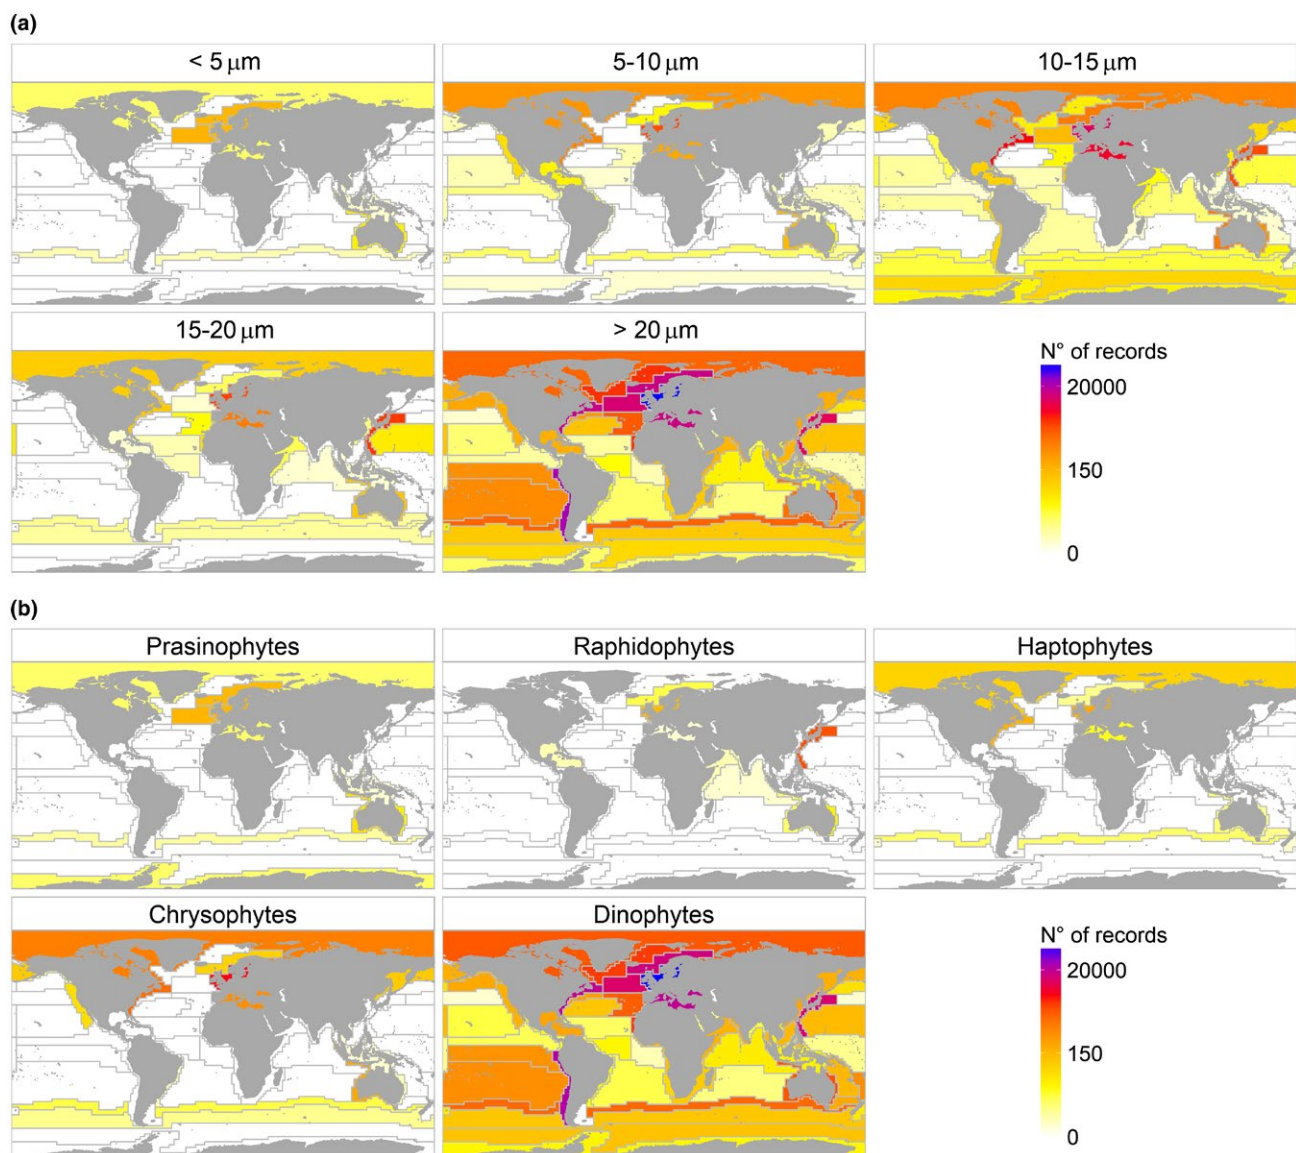 (a)
< 5 μm
5-10 μm
10-15 μm
15-20 μm
> 20 μm
N° of records
20000
150
0
(b)
Prasinophytes
Raphidophytes
Haptophytes
Chrysophytes
Dinophytes
N° of records
20000
150
0